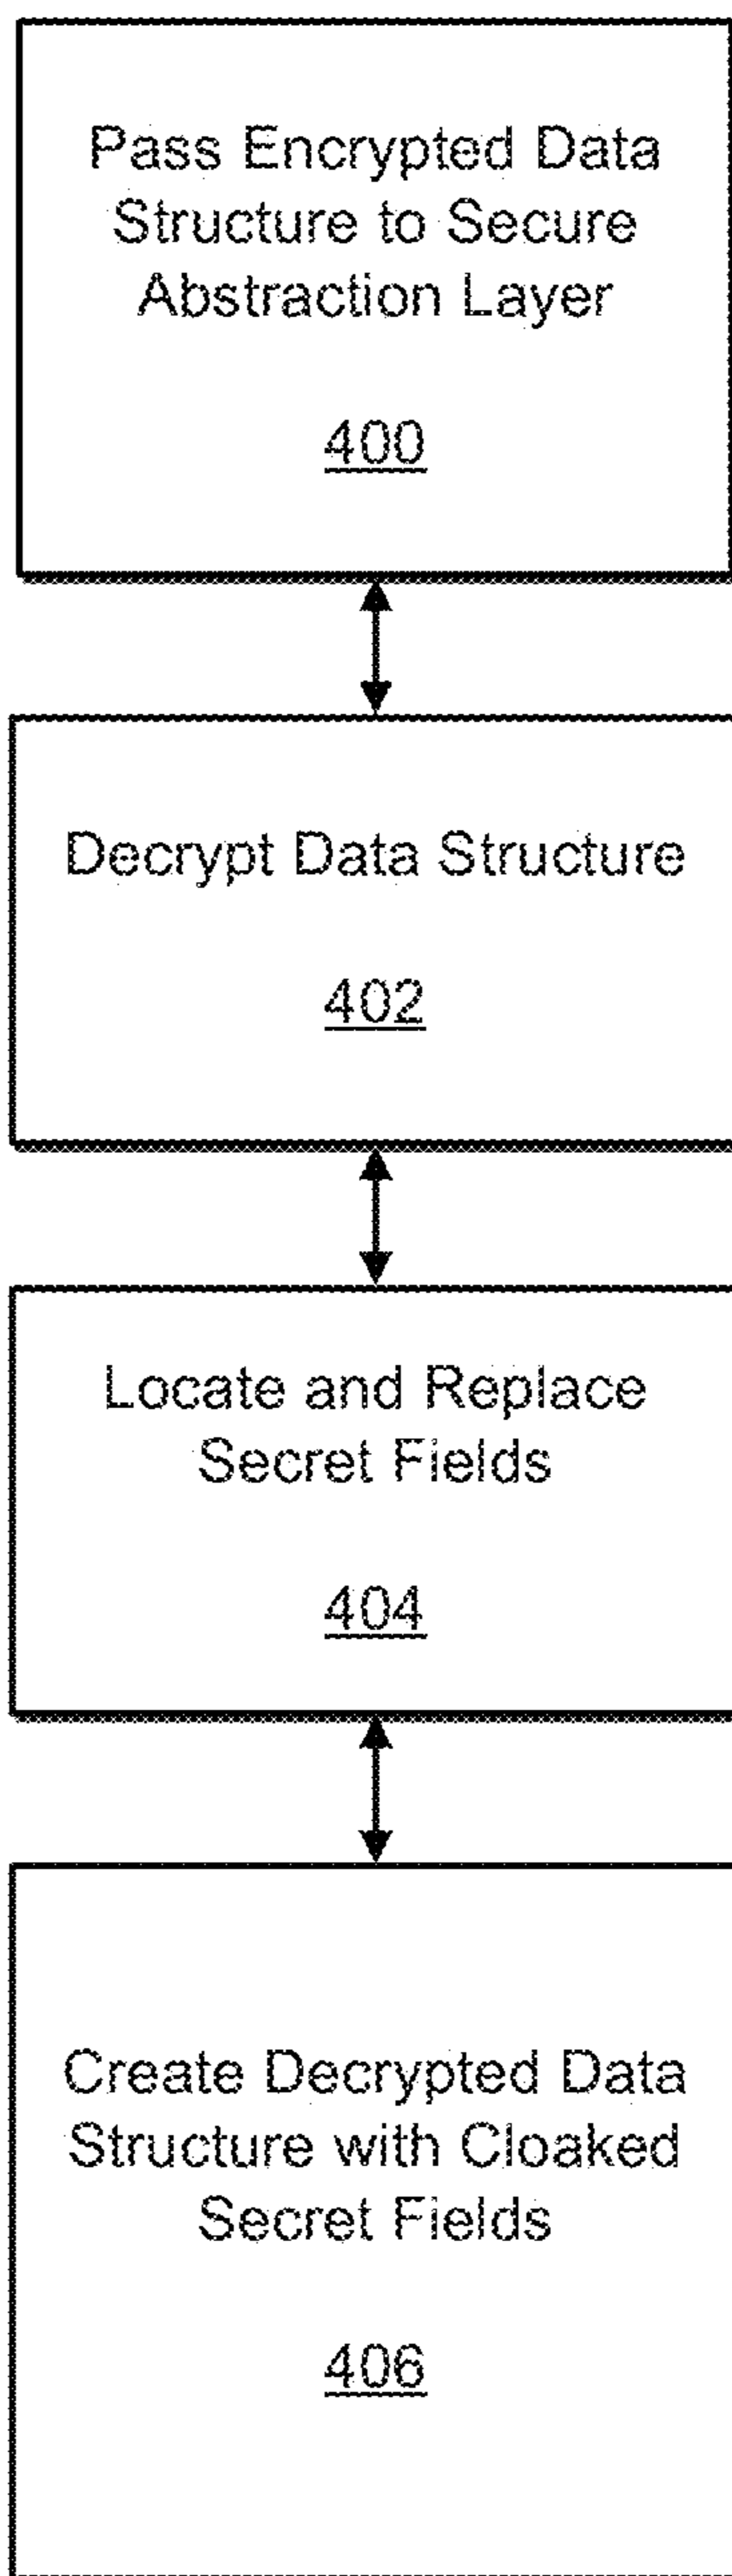 Pass Encrypted Data
Structure to Secure
Abstraction Layer
400
Decrypt Data Structure
402
Locate and Replace
Secret Fields
404
Create Decrypted Data
Structure with Cloaked
Secret Fields
406